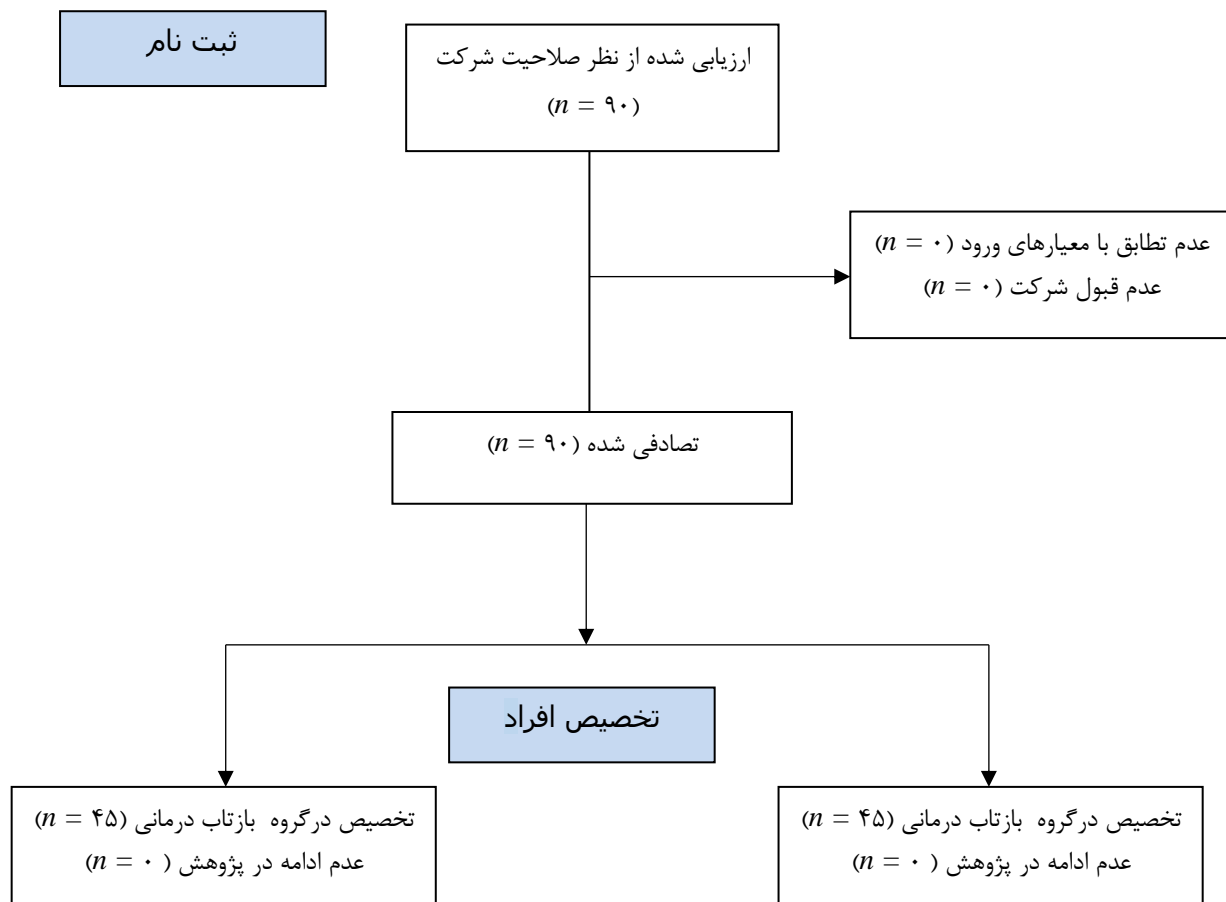 ثبت نام
ارزیابی شده از نظر صلاحیت شرکت
(n = ۹۰)
عدم تطابق با معیارهای ورود (n = ۰)
عدم قبول شرکت (n = ۰)
تصادفی شده (n = ۹۰)
تخصیص افراد
تخصیص درگروه بازتاب درمانی (n = ۴۵)
عدم ادامه در پژوهش (n = ۰ )
تخصیص درگروه بازتاب درمانی (n = ۴۵)
عدم ادامه در پژوهش (n = ۰ )